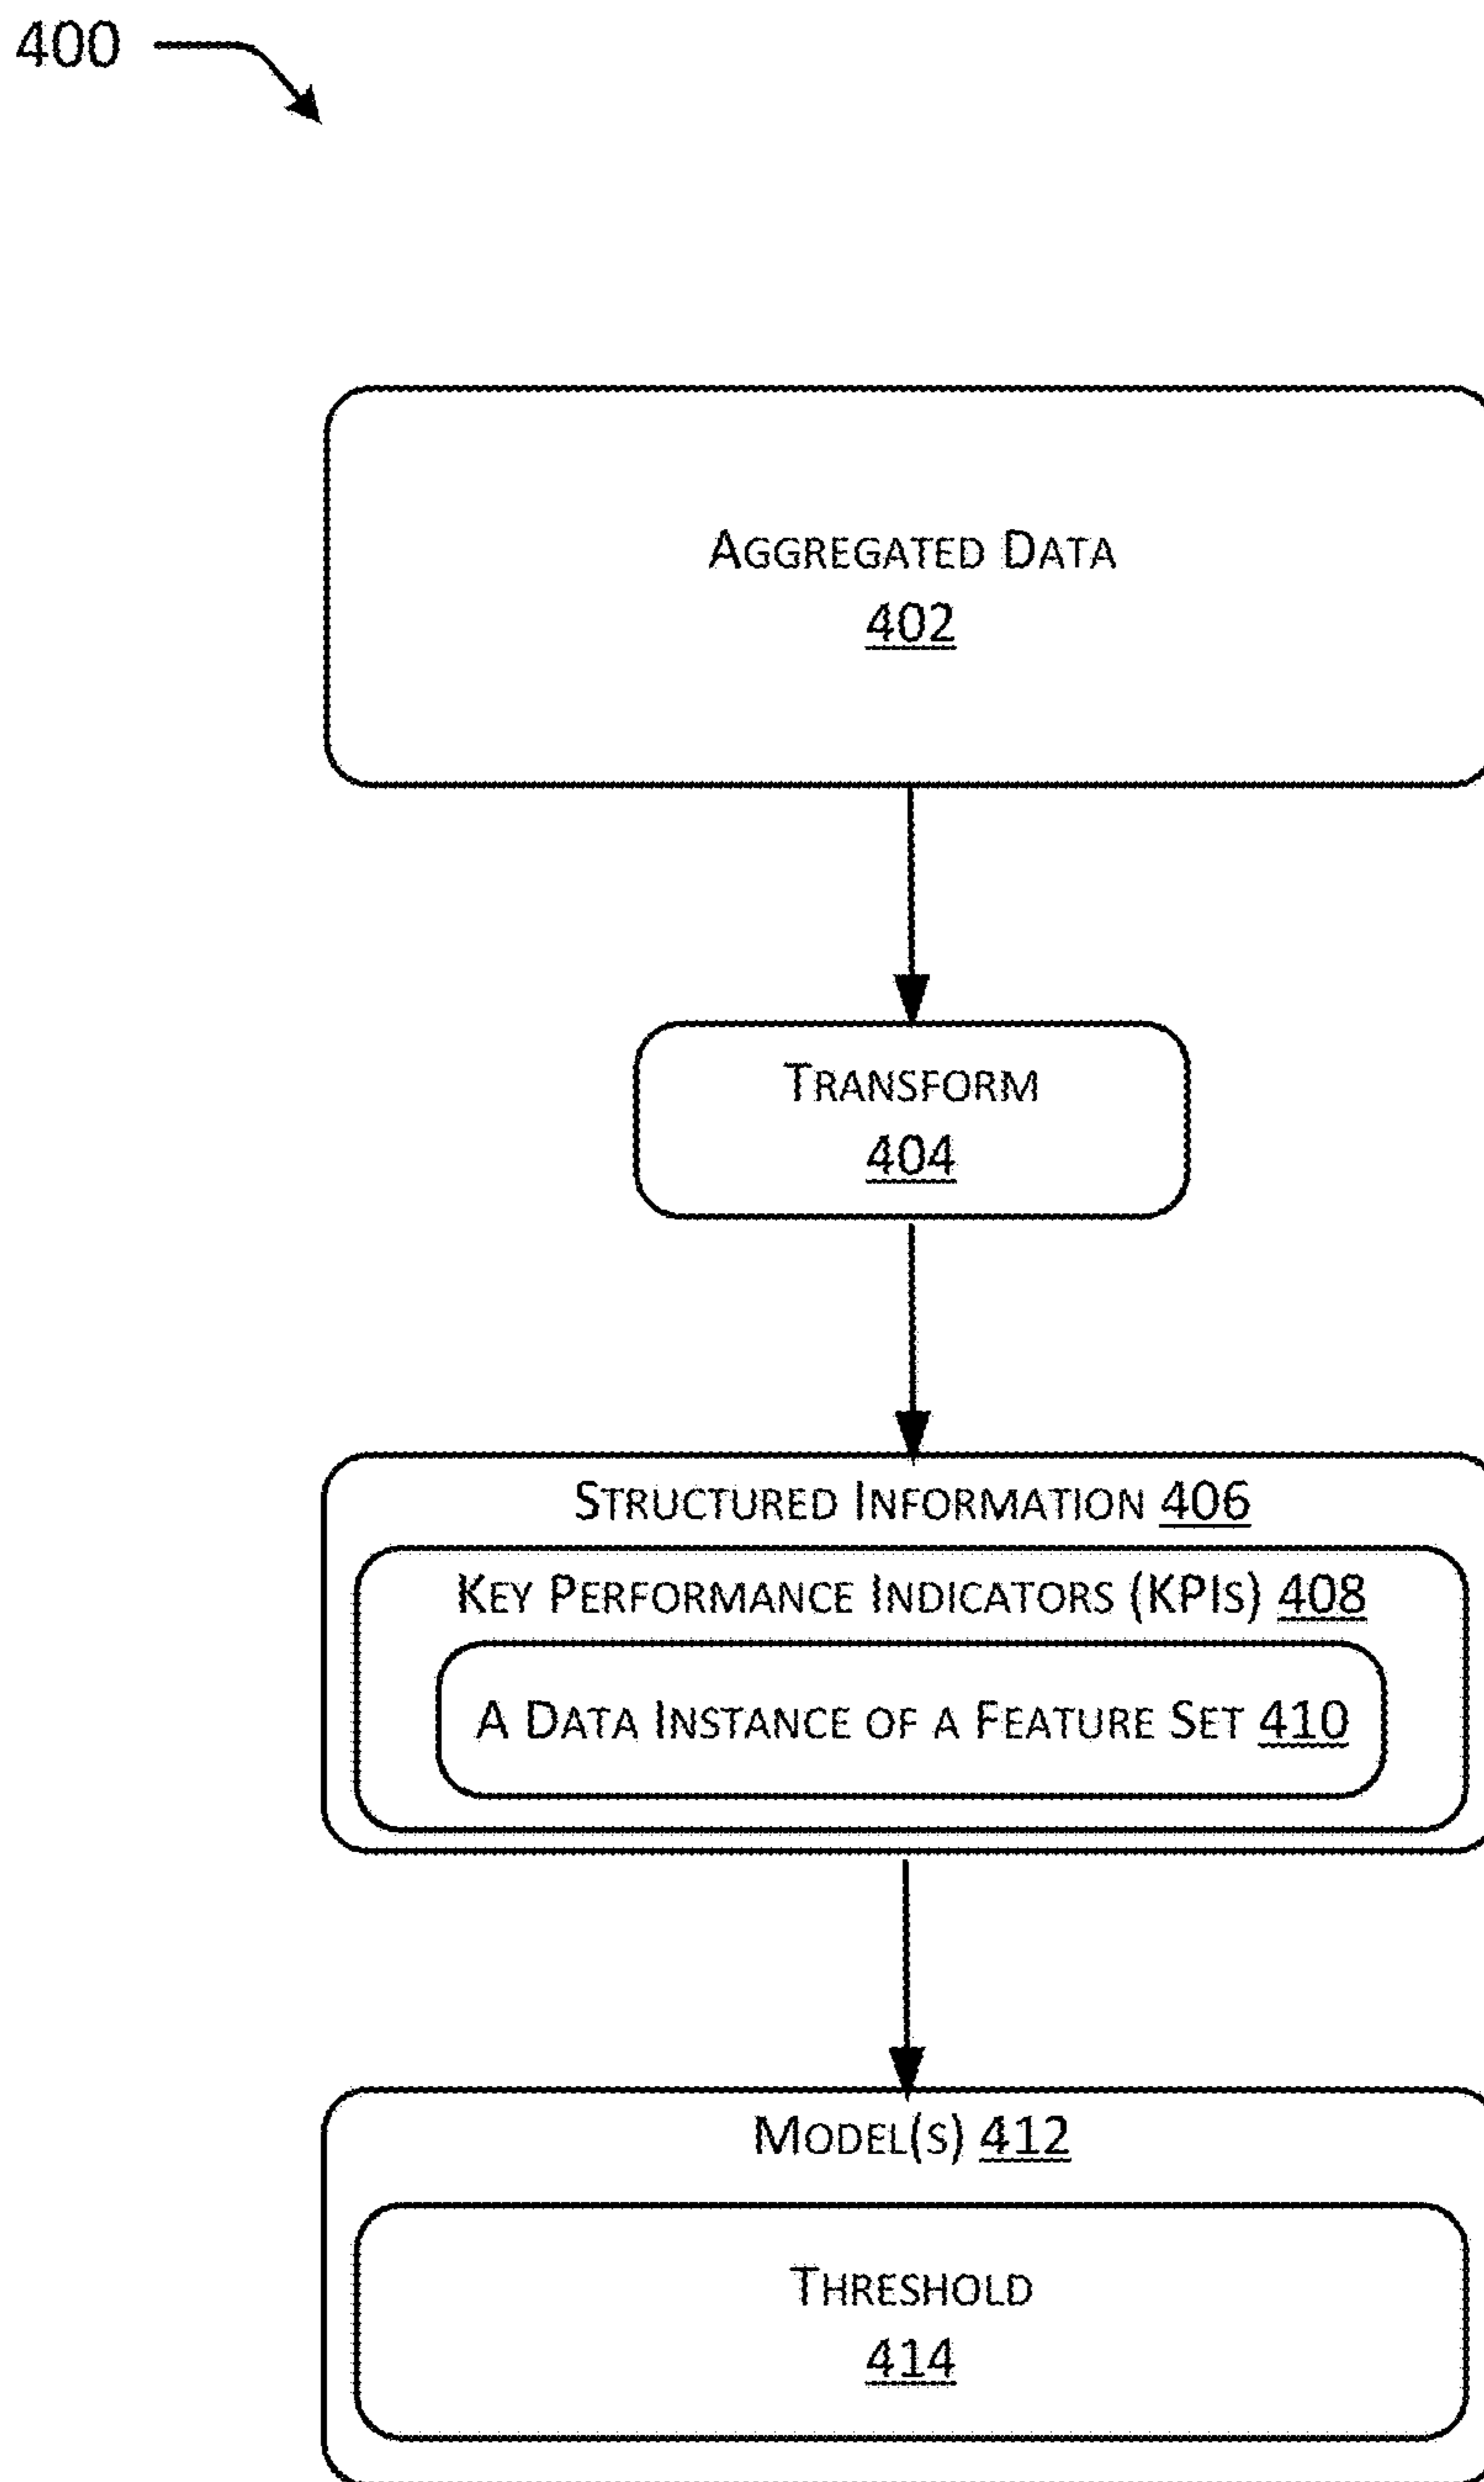 400
Aggregated Data
402
Transform
404
Structured Information 406
Key Performance Indicators (KPIs) 408
A Data Instance of a Feature Set 410
Model(s) 412
Threshold
414